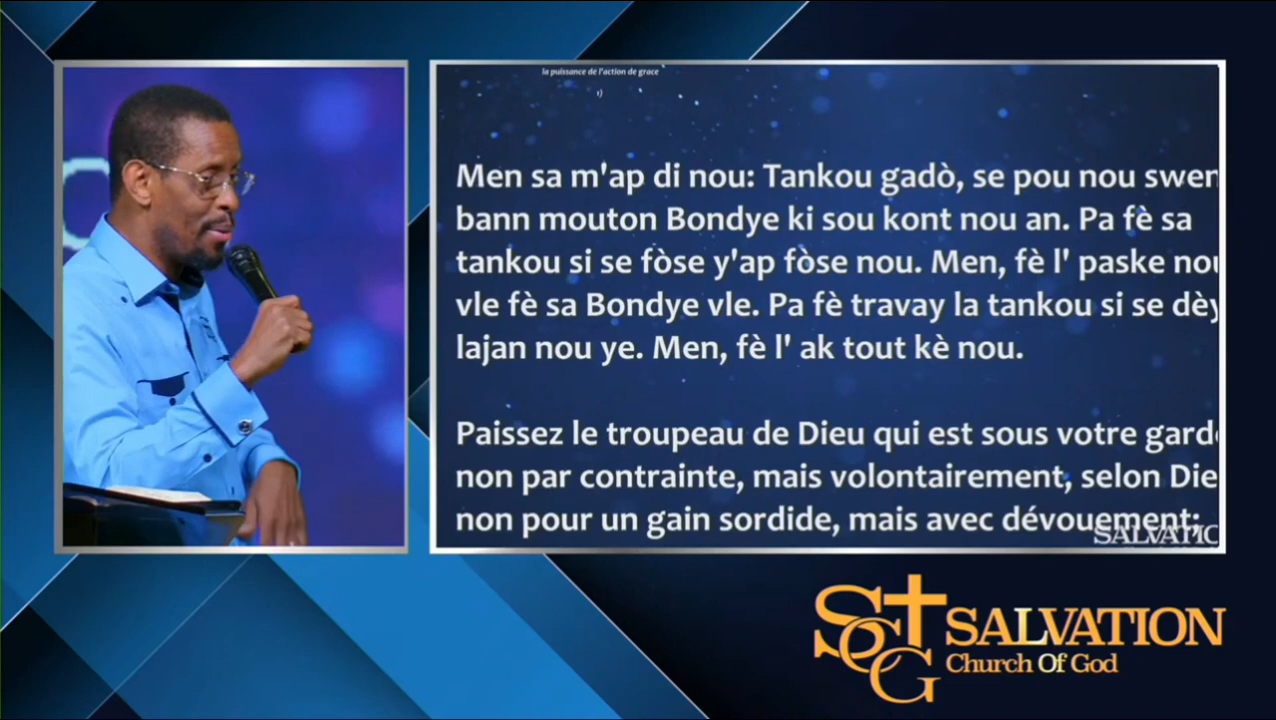 la puissance de l'action de grace
1)
Men sa m'ap di nou: Tankou gadò, se pou nou swen
bann mouton Bondye ki sou kont nou an. Pa fè sa
tankou si se fòse y'ap fòse nou. Men, fè l' paske nou
vle fè sa Bondye vle. Pa fè travay la tankou si se dèy
lajan nou ye. Men, fè l' ak tout kè nou.
Paissez le troupeau de Dieu qui est sous votre garde
non par contrainte, mais volontairement, selon Die
non pour un gain sordide, mais avec dévouement;
SALVATIO
SCG SALVATION
Church Of God